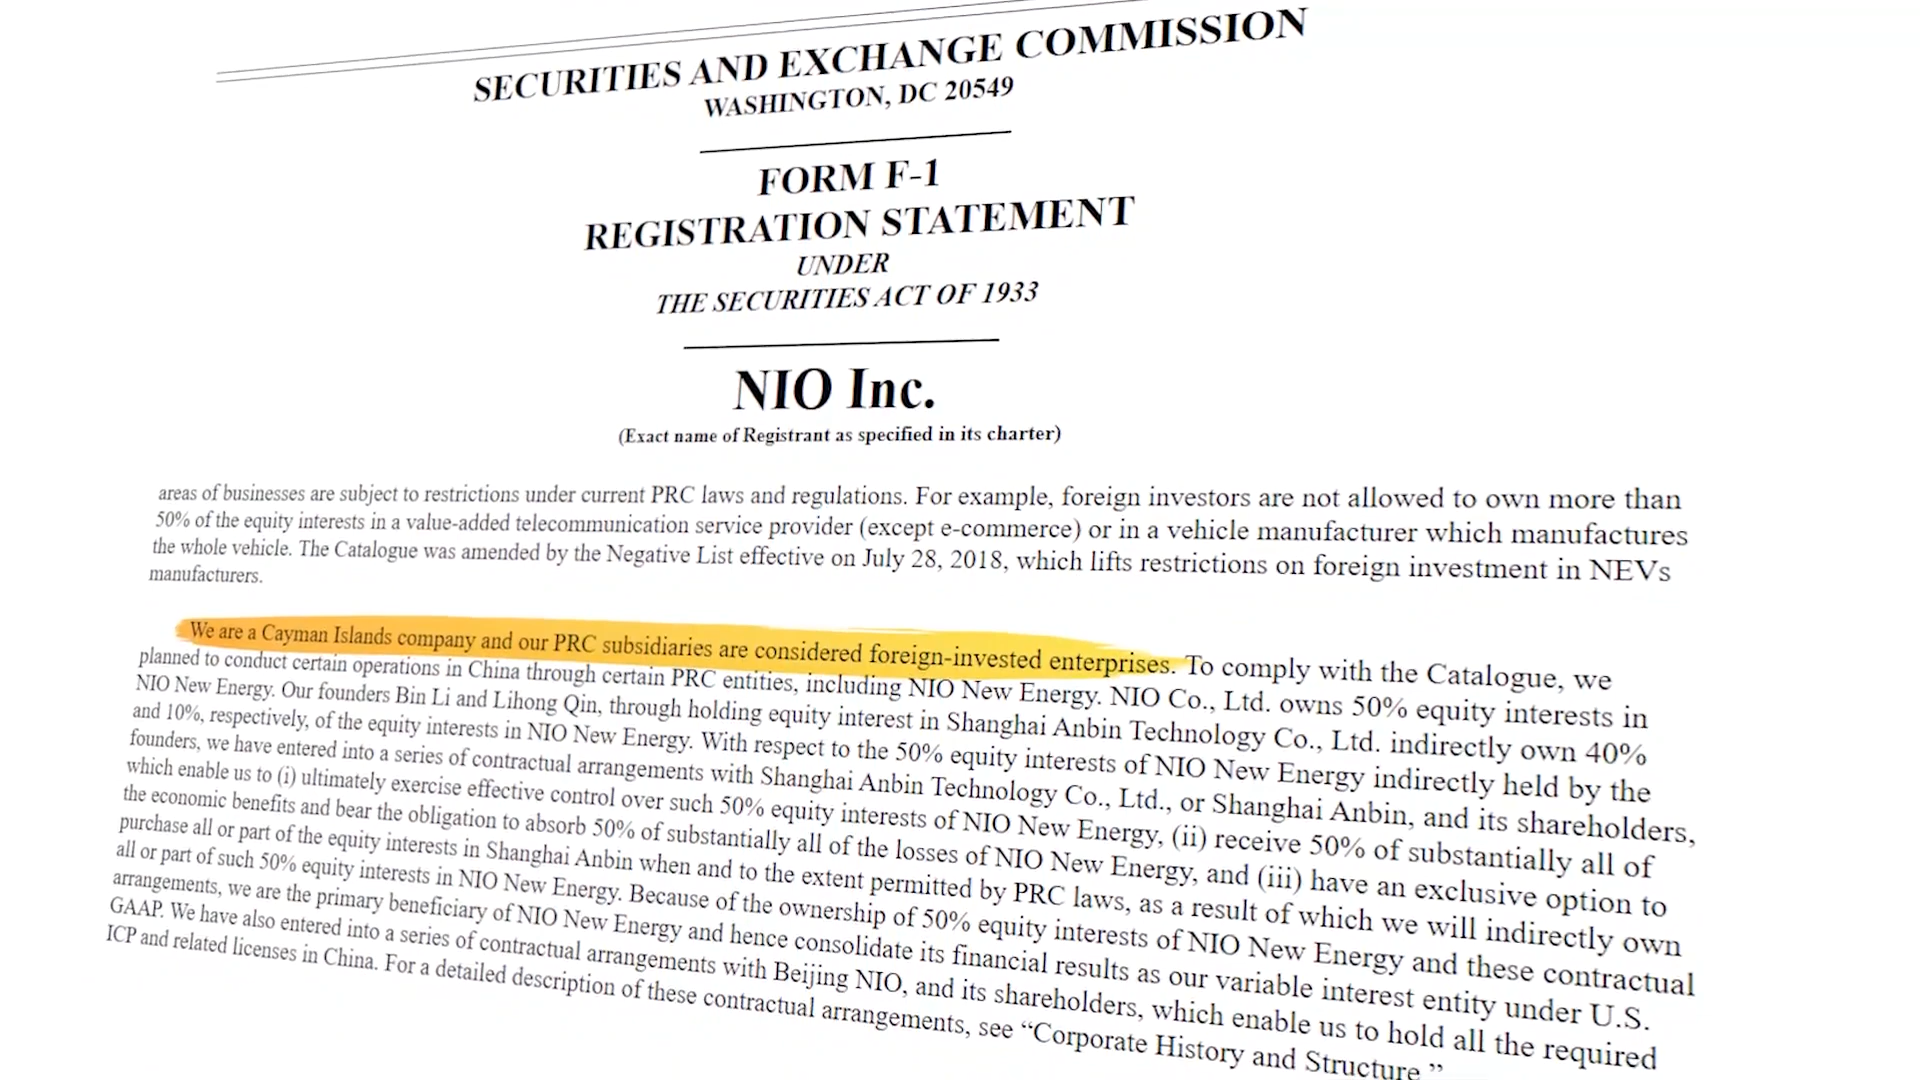 SECURITIES AND EXCHANGE COMMISSION
WASHINGTON, DC 20549
FORM F-1
REGISTRATION STATEMENT
UNDER
THE SECURITIES ACT OF 1933
NIO Inc.
(Exact name of Registrant as specified in its charter)
areas of businesses are subject to restrictions under current PRC laws and regulations. For example, foreign investors are not allowed to own more than
50% of the equity interests in a value-added telecommunication service provider (except e-commerce) or in a vehicle manufacturer which manufactures
the whole vehicle. The Catalogue was amended by the Negative List effective on July 28, 2018, which lifts restrictions on foreign investment in NEVs
manufacturers.
We are a Cayman Islands company and our PRC subsidiaries are considered foreign-invested enterprises. To comply with the Catalogue, we
planned to conduct certain operations in China through certain PRC entities, including NIO New Energy. NIO Co., Ltd. owns 50% equity interests in
NIO New Energy. Our founders Bin Li and Lihong Qin, through holding equity interest in Shanghai Anbin Technology Co., Ltd. indirectly own 40%
and 10%, respectively, of the equity interests in NIO New Energy. With respect to the 50% equity interests of NIO New Energy indirectly held by the
founders, we have entered into a series of contractual arrangements with Shanghai Anbin Technology Co., Ltd., or Shanghai Anbin, and its shareholders,
which enable us to (i) ultimately exercise effective control over such 50% equity interests of NIO New Energy, (ii) receive 50% of substantially all of
the economic benefits and bear the obligation to absorb 50% of substantially all of the losses of NIO New Energy, and (iii) have an exclusive option to
purchase all or part of the equity interests in Shanghai Anbin when and to the extent permitted by PRC laws, as a result of which we will indirectly own
all or part of such 50% equity interests in NIO New Energy. Because of the ownership of 50% equity interests of NIO New Energy and these contractual
arrangements, we are the primary beneficiary of NIO New Energy and hence consolidate its financial results as our variable interest entity under U.S.
GAAP. We have also entered into a series of contractual arrangements with Beijing NIO, and its shareholders, which enable us to hold all the required
ICP and related licenses in China. For a detailed description of these contractual arrangements, see “Corporate History and Structure.”